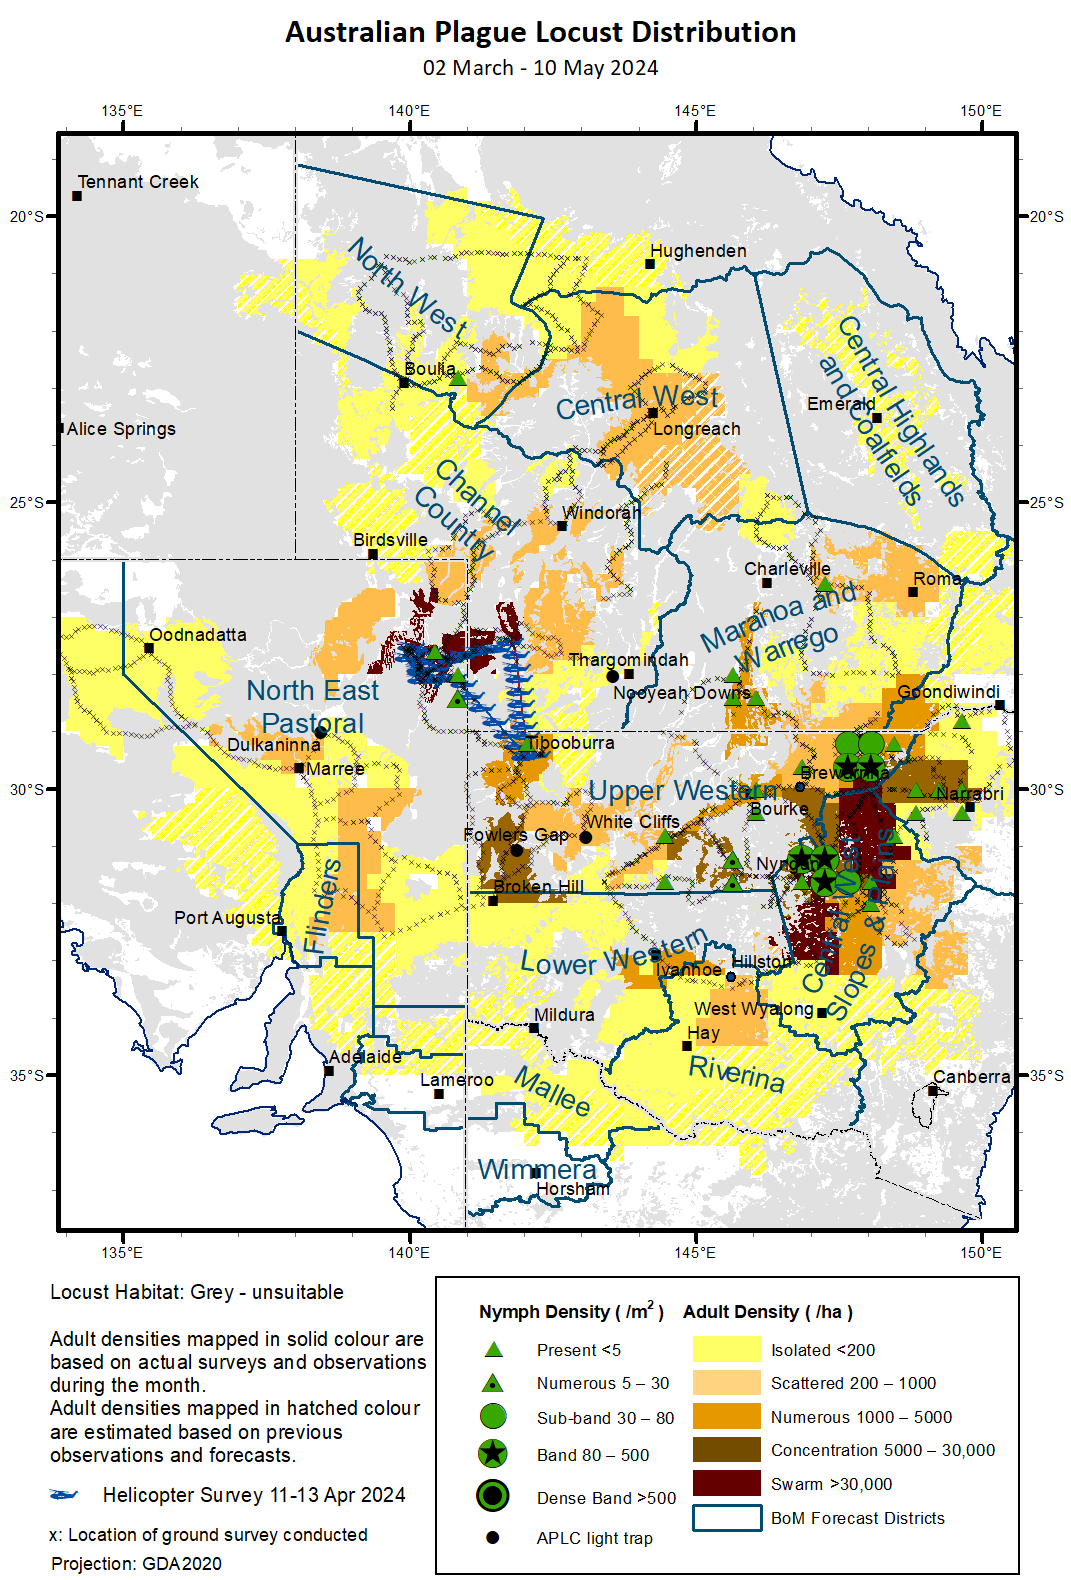 Australian Plague Locust Distribution
02 March - 10 May 2024
135°E
140°E
145°E
150°E
Tennant Creek
20°S
20°S
Hughenden
North West
Boulia
Central West
Central Highlands
and Coalfields
Emerald
Longreach
Alice Springs
Channel
Country
25°S
25°S
Windorah
Birdsville
Charleville
Roma
Maranoa and
Warrego
Oodnadatta
Thargomindah
Nooyeah Downs
Goondiwindi
North East
Pastoral
Dulkaninna
Tibooburra
Marree
Brewarrina
Upper Western
Narrabri
30°S
30°S
Bourke
White Cliffs
Fowlers Gap
Nyngan
Broken Hill
Flinders
Port Augusta
Central West
Slopes & Plains
Lower Western
Ivanhoe
Hillston
West Wyalong
Mildura
Hay
Adelaide
Riverina
Lameroo
Mallee
Canberra
35°S
35°S
Wimmera
Horsham
135°E
140°E
145°E
150°E
Locust Habitat: Grey - unsuitable
Adult densities mapped in solid colour are
based on actual surveys and observations
during the month.
Adult densities mapped in hatched colour
are estimated based on previous
observations and forecasts.
Helicopter Survey 11-13 Apr 2024
x: Location of ground survey conducted
Projection: GDA2020
Nymph Density ( /m2 )
Present <5
Numerous 5 – 30
Sub-band 30 – 80
Band 80 – 500
Dense Band >500
APLC light trap
Adult Density ( /ha )
Isolated <200
Scattered 200 – 1000
Numerous 1000 – 5000
Concentration 5000 – 30,000
Swarm >30,000
BoM Forecast Districts